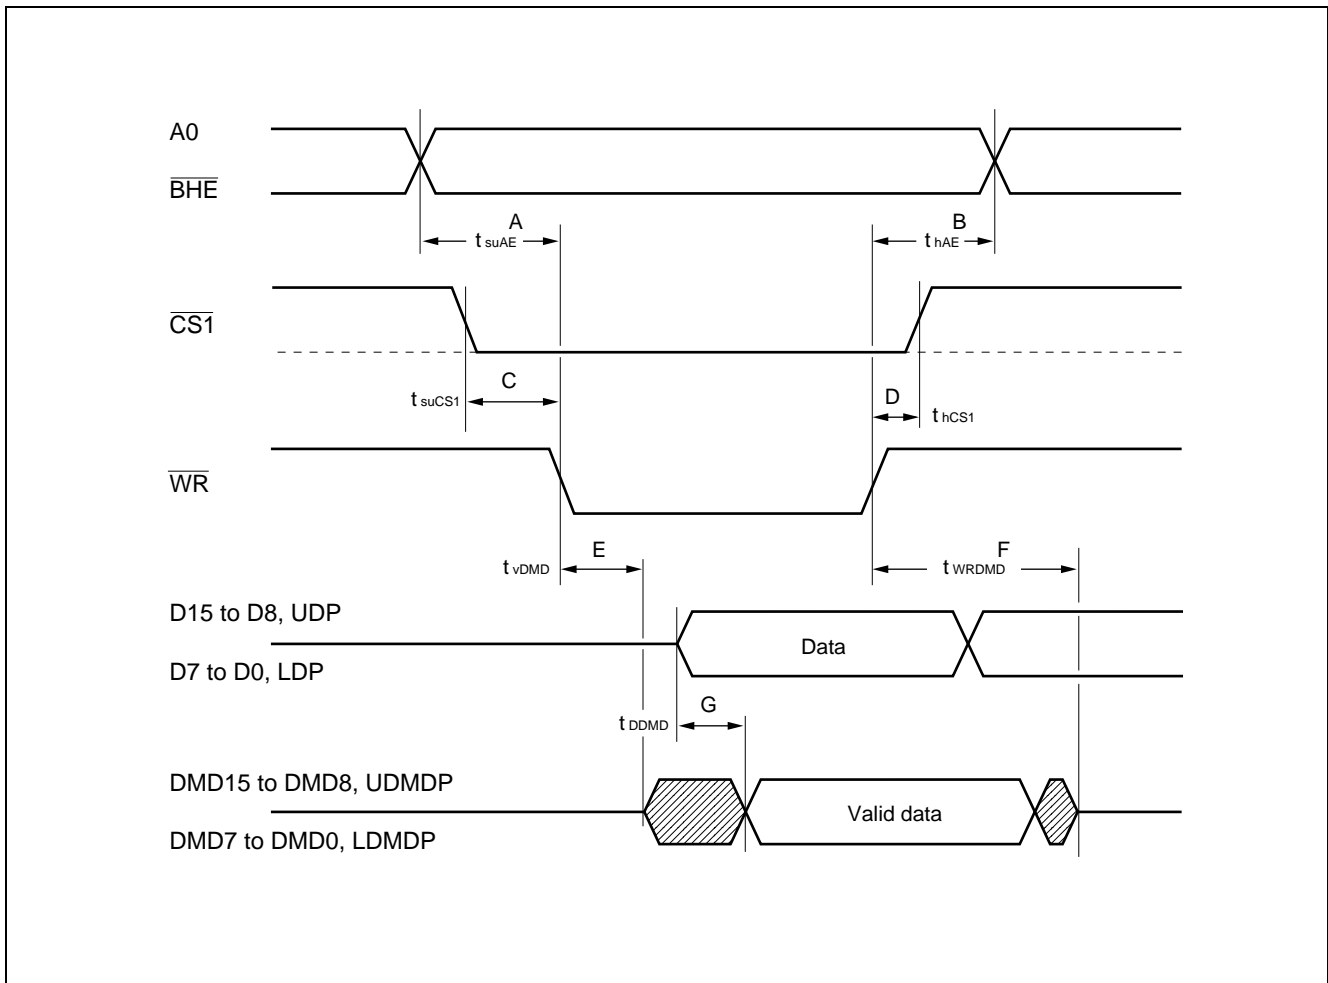 A0
BHE
A
t suAE
B
t hAE
CS1
C
t suCS1
D
t hCS1
WR
E
t vDMD
F
t WRDMD
D15 to D8, UDP
Data
D7 to D0, LDP
G
t DDMD
DMD15 to DMD8, UDMDP
Valid data
DMD7 to DMD0, LDMDP